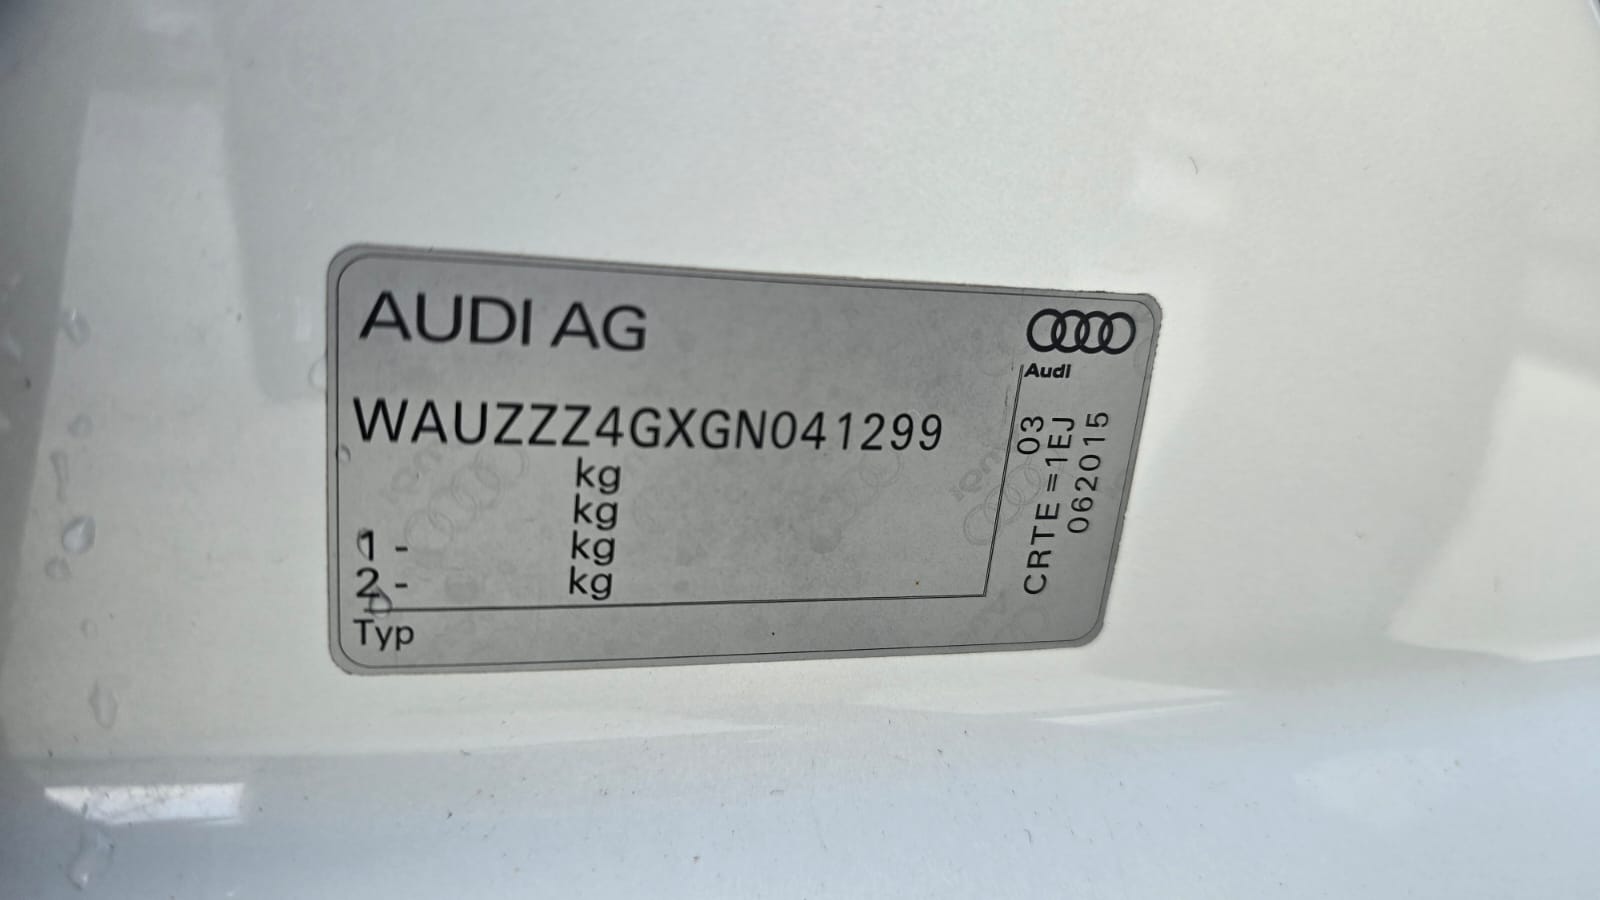 AUDI AG
Audi
WAUZZZ4GXGN041299
kg
kg
1 - kg
2 - kg
Typ
03
CRTE =1EJ
062015